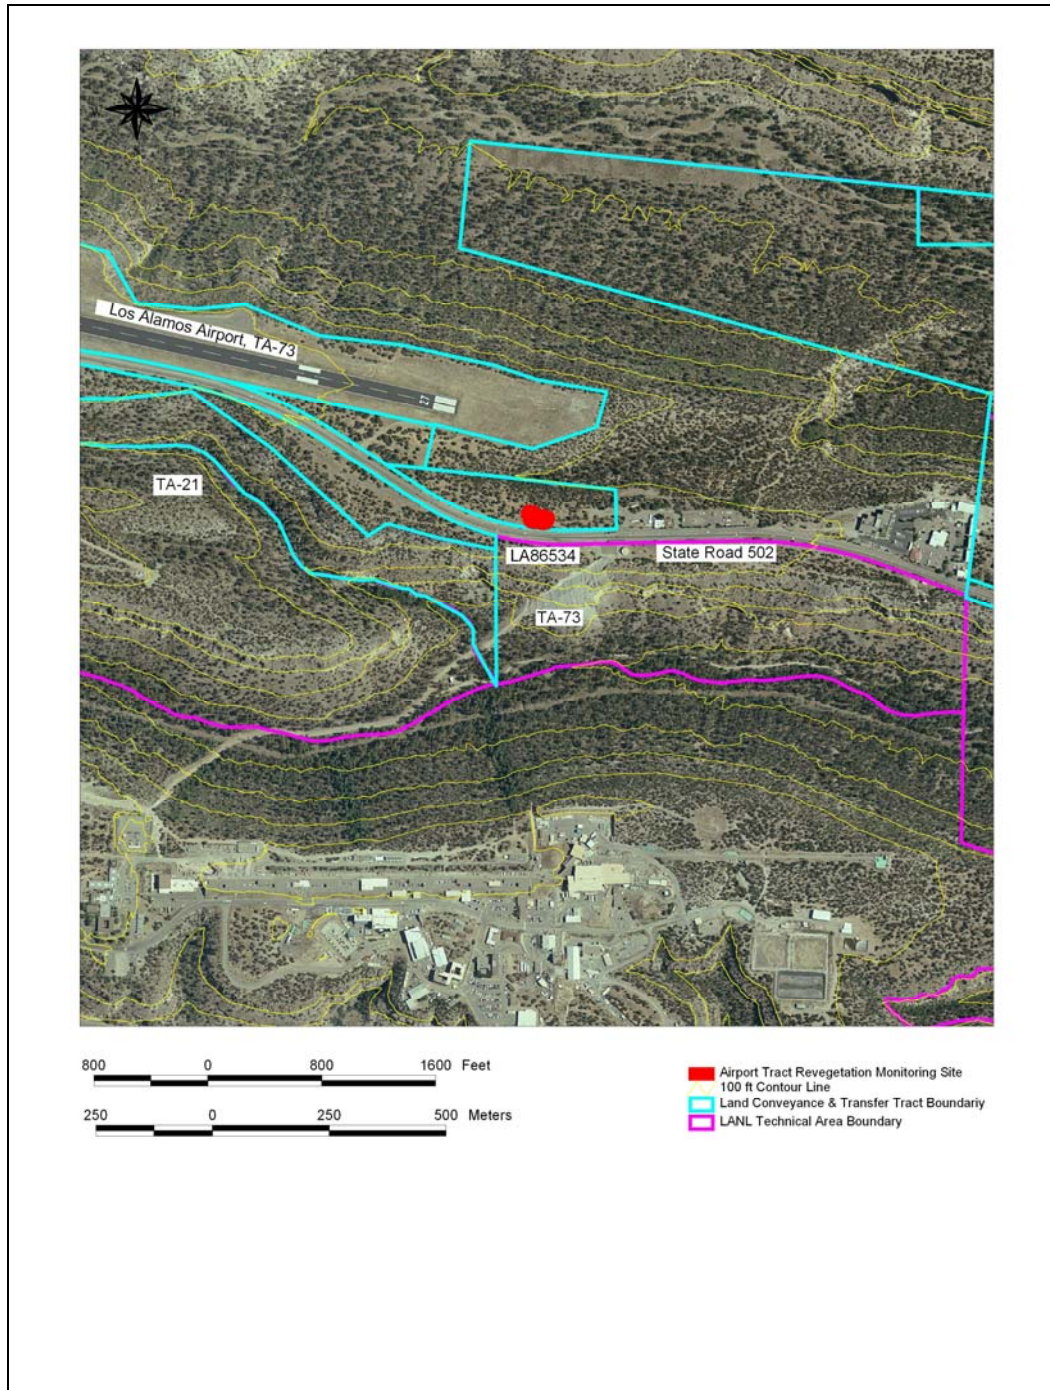 Los Alamos Airport, TA-73
27
TA-21
LA86534
State Road 502
TA-73
800 0 800 1600 Feet
250 0 250 500 Meters
Airport Tract Revegetation Monitoring Site
100 ft Contour Line
Land Conveyance & Transfer Tract Boundariy
LANL Technical Area Boundary